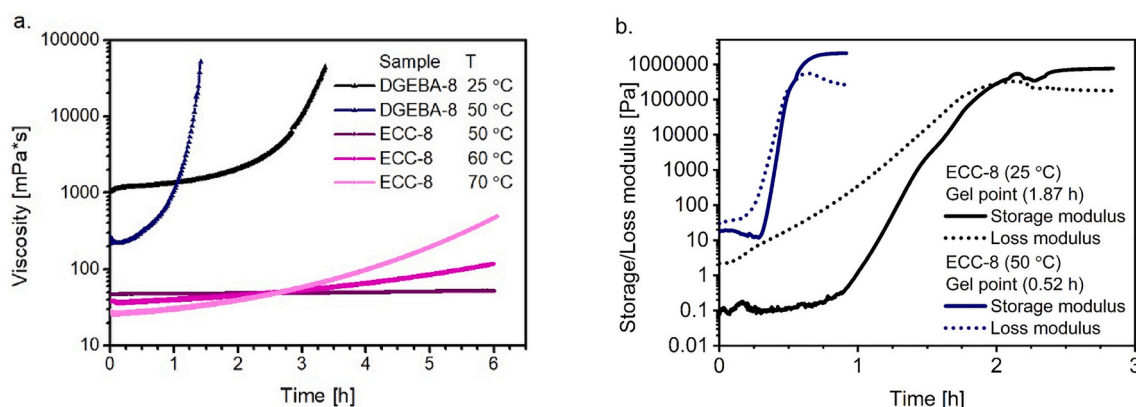 a.
100000
10000
1000
100
10
Viscosity [mPa*s]
0 1 2 3 4 5 6
Time [h]
Sample T
DGEBA-8 25 °C
DGEBA-8 50 °C
ECC-8 50 °C
ECC-8 60 °C
ECC-8 70 °C
b.
1000000
100000
10000
1000
100
10
1
0.1
0.01
Storage/Loss modulus [Pa]
0 1 2 3
Time [h]
ECC-8 (25 °C)
Gel point (1.87 h)
Storage modulus
Loss modulus
ECC-8 (50 °C)
Gel point (0.52 h)
Storage modulus
Loss modulus